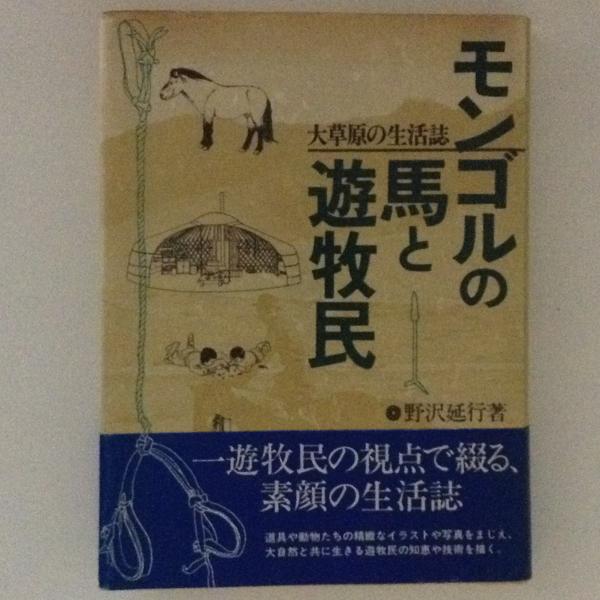 モンゴルの
馬と
遊牧民
大草原の生活誌
野沢延行著
一遊牧民の視点で綴る、
素顔の生活誌
道具や動物たちの精緻なイラストや写真をまじえ、
大自然と共に生きる遊牧民の知恵や技術を描く。